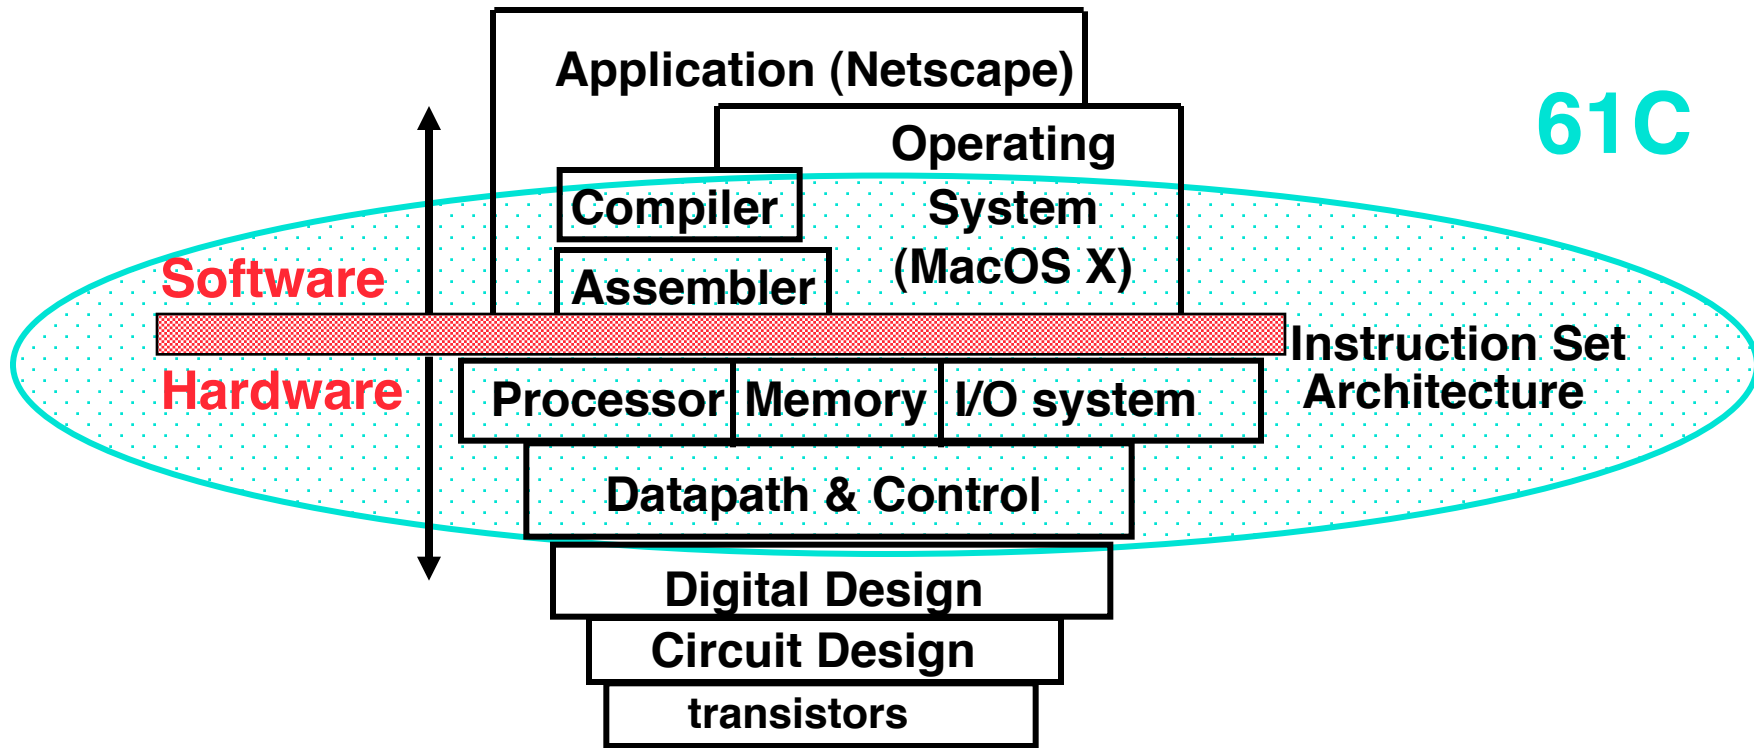 Application (Netscape)
61C
Operating
System
(MacOS X)
Compiler
Assembler
Software
Hardware
Instruction Set
Architecture
Processor
Memory
I/O system
Datapath & Control
Digital Design
Circuit Design
transistors